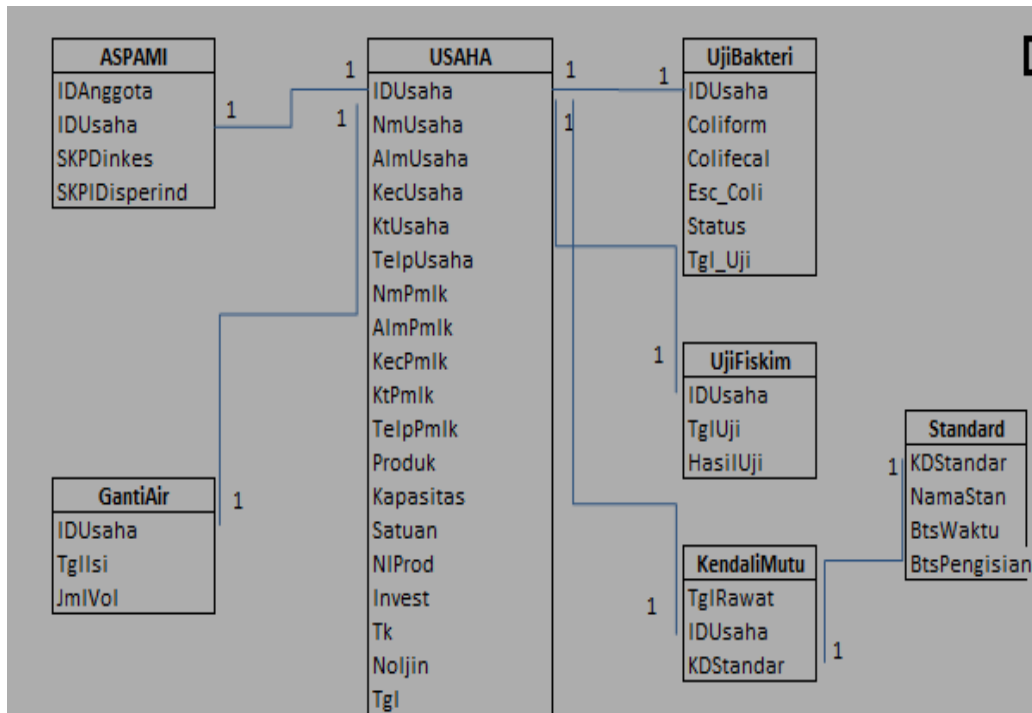 ASPAMI
IDAnggota
IDUsaha
SKPDinkes
SKPIDisperind
1
1
1
USAHA
IDUsaha
NmUsaha
AlmUsaha
KecUsaha
KtUsaha
TelpUsaha
NmPmlk
AlmPmlk
KecPmlk
KtPmlk
TelpPmlk
Produk
Kapasitas
Satuan
NlProd
Invest
Tk
NoIjin
Tgl
1
1
1
UjiBakteri
IDUsaha
Coliform
Colifecal
Esc_Coli
Status
Tgl_Uji
1
UjiFiskim
IDUsaha
TglUji
HasilUji
Standard
1
KDStandar
NamaStan
BtsWaktu
BtsPengisian
GantiAir
IDUsaha
TglIsi
JmlVol
1
KendaliMutu
TglRawat
IDUsaha
KDStandar
1
1